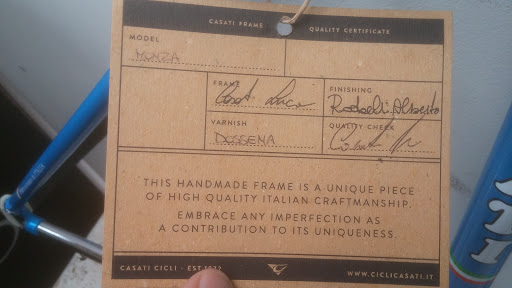 CASATI FRAME QUALITY CERTIFICATE
MODEL
MONZA
FRAME FINISHING
VARNISH QUALITY CHECK
DOSSENA
THIS HANDMADE FRAME IS A UNIQUE PIECE
OF HIGH QUALITY ITALIAN CRAFTMANSHIP.
EMBRACE ANY IMPERFECTION AS
A CONTRIBUTION TO ITS UNIQUENESS.
CASATI CICLI - EST WWW.CICLICASATI.IT